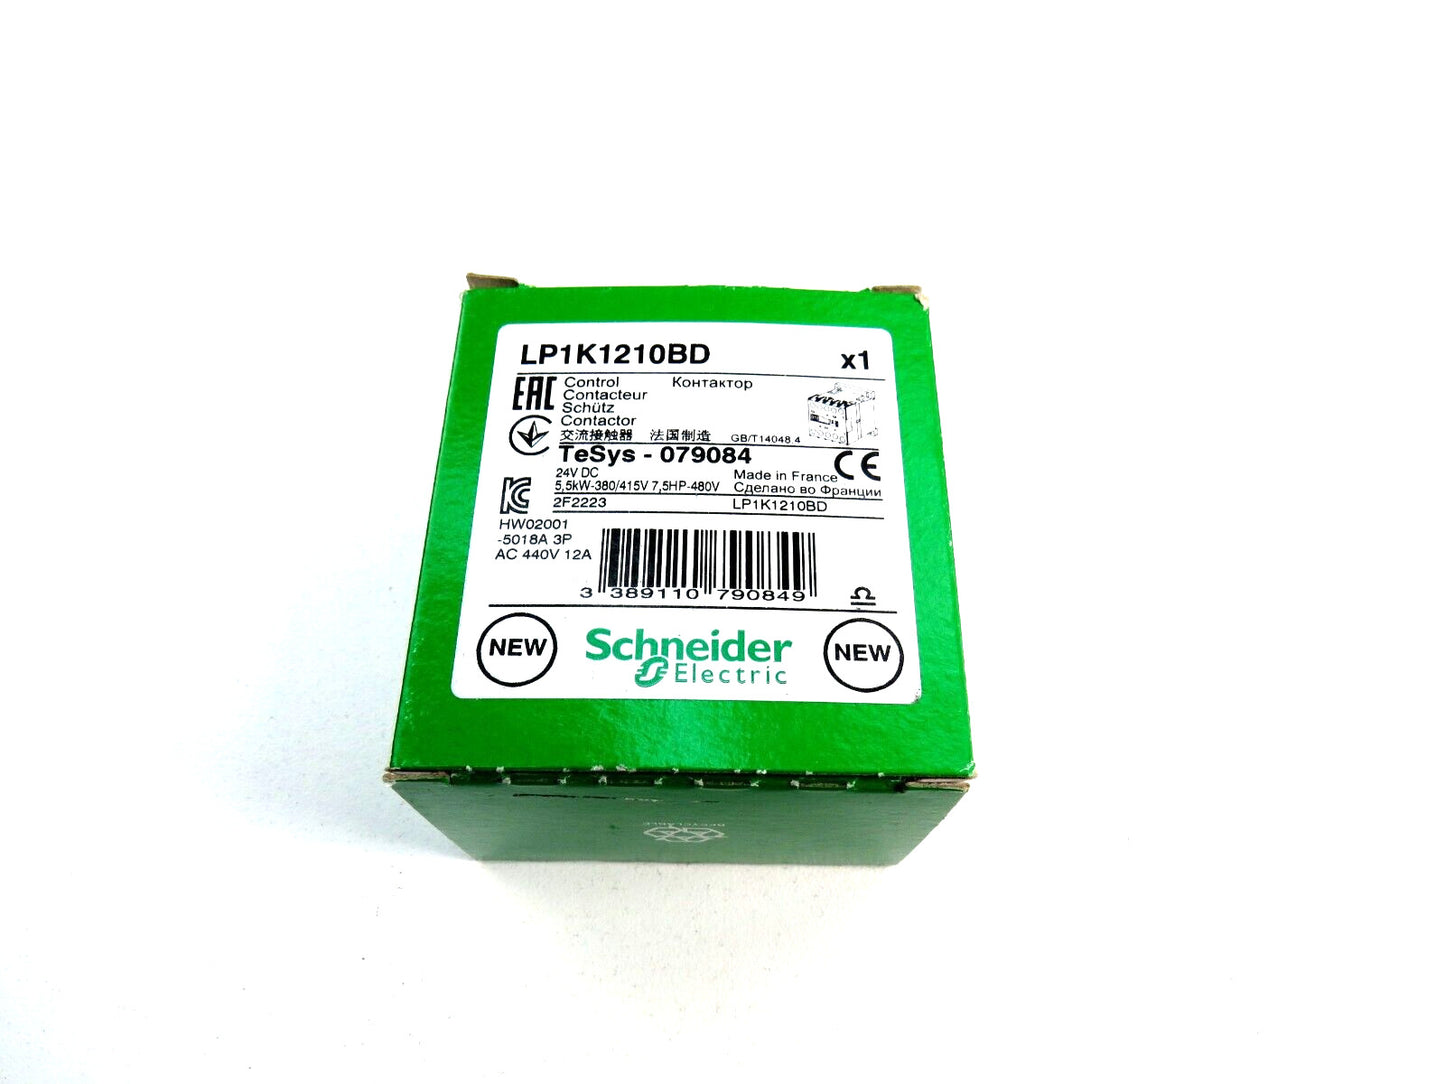 LP1K1210BD x1
EAC Control Контактор
Contacteur
Schütz
Contactor
交流接触器 法国制造 GB/T14048.4
TeSys - 079084 CE
24V DC Made in France
5,5kW-380/415V 7,5HP-480V Сделано во Франции
2F2223 LP1K1210BD
HW02001
-5018A 3P
AC 440V 12A
3 389110 790849
NEW Schneider NEW
Electric
RECYCLABLE